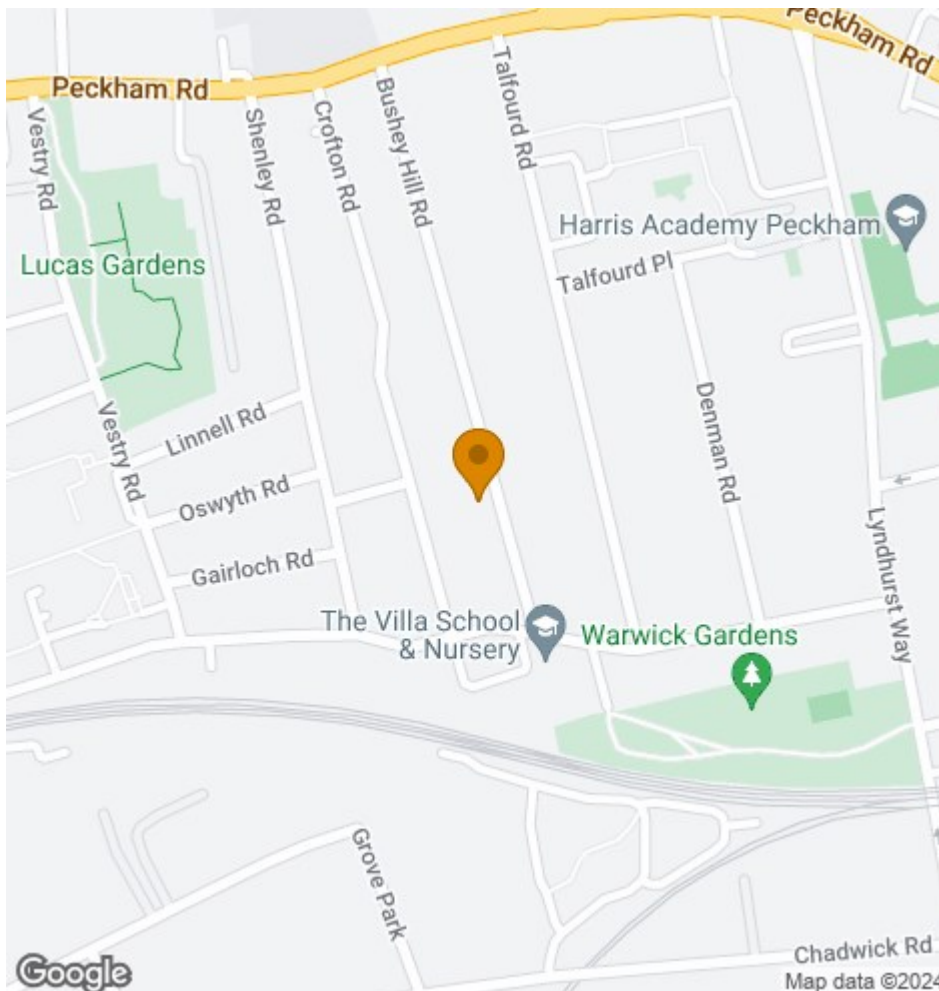 Peckham Rd
Peckham Rd
Vestry Rd
Shenley Rd
Crofton Rd
Bushey Hill Rd
Talfourd Rd
Harris Academy Peckham
Lucas Gardens
Talfourd Pl
Vestry Rd
Linnell Rd
Denman Rd
Oswyth Rd
Gairloch Rd
Lyndhurst Way
The Villa School
& Nursery
Warwick Gardens
Grove Park
Chadwick Rd
Google
Map data ©2024